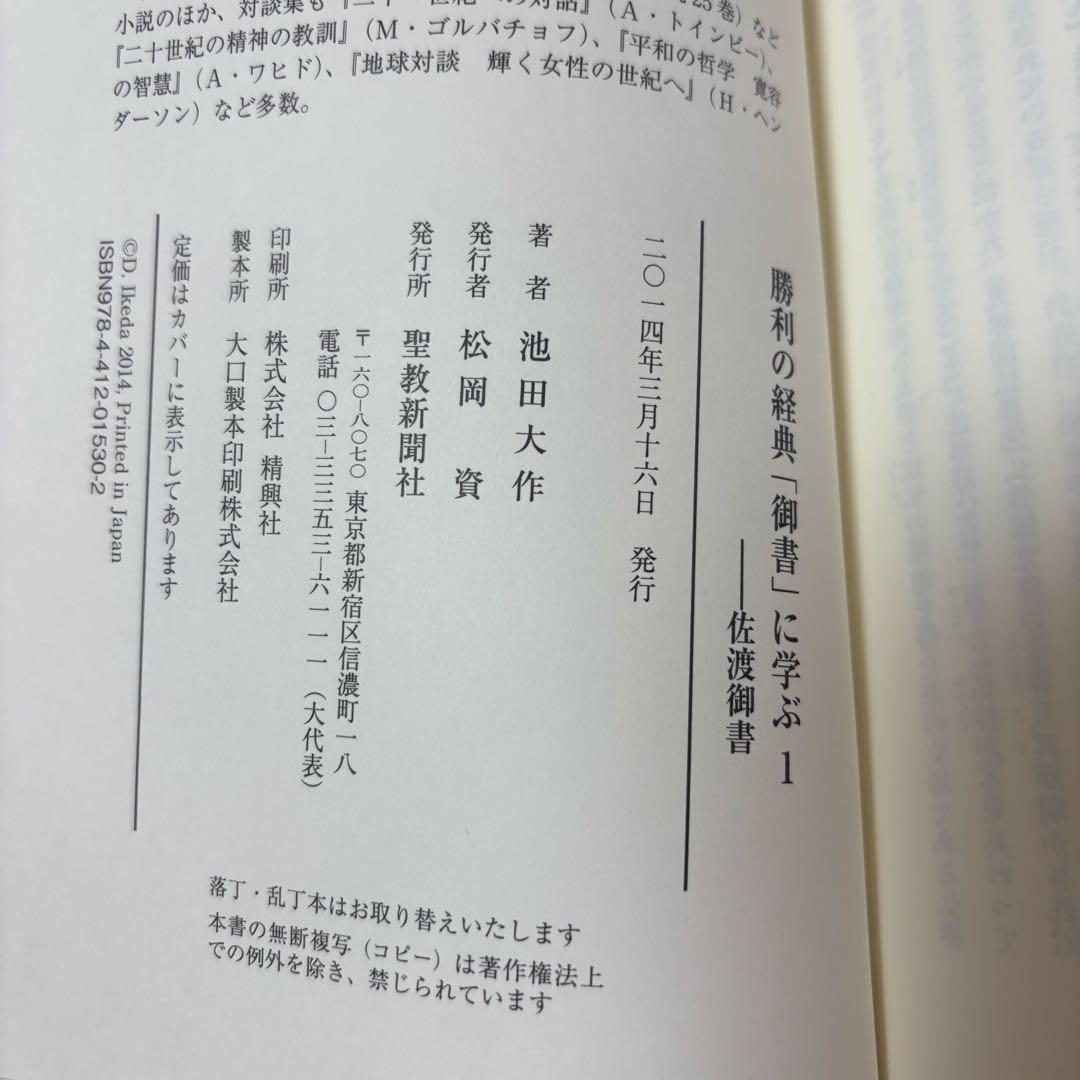 小説のほか、対談集も『二十一世紀への対話』（A・トインビー）、
『二十世紀の精神の教訓』（M・ゴルバチョフ）、『平和の哲学　寛容
の智慧』（A・ワヒド）、『地球対談　輝く女性の世紀へ』（H・ヘン
ダーソン）など多数。
勝利の経典「御書」に学ぶ 1
――佐渡御書
二〇一四年三月十六日　発行
著　者　池田大作
発行者　松岡　資
発行所　聖教新聞社
〒一六〇-八〇七〇 東京都新宿区信濃町一八
電話 〇三-三三五三-六一一一（大代表）
印刷所　株式会社 精興社
製本所　大口製本印刷株式会社
定価はカバーに表示してあります
©D. Ikeda 2014, Printed in Japan
ISBN978-4-412-01530-2
落丁・乱丁本はお取り替えいたします
本書の無断複写（コピー）は著作権法上
での例外を除き、禁じられています